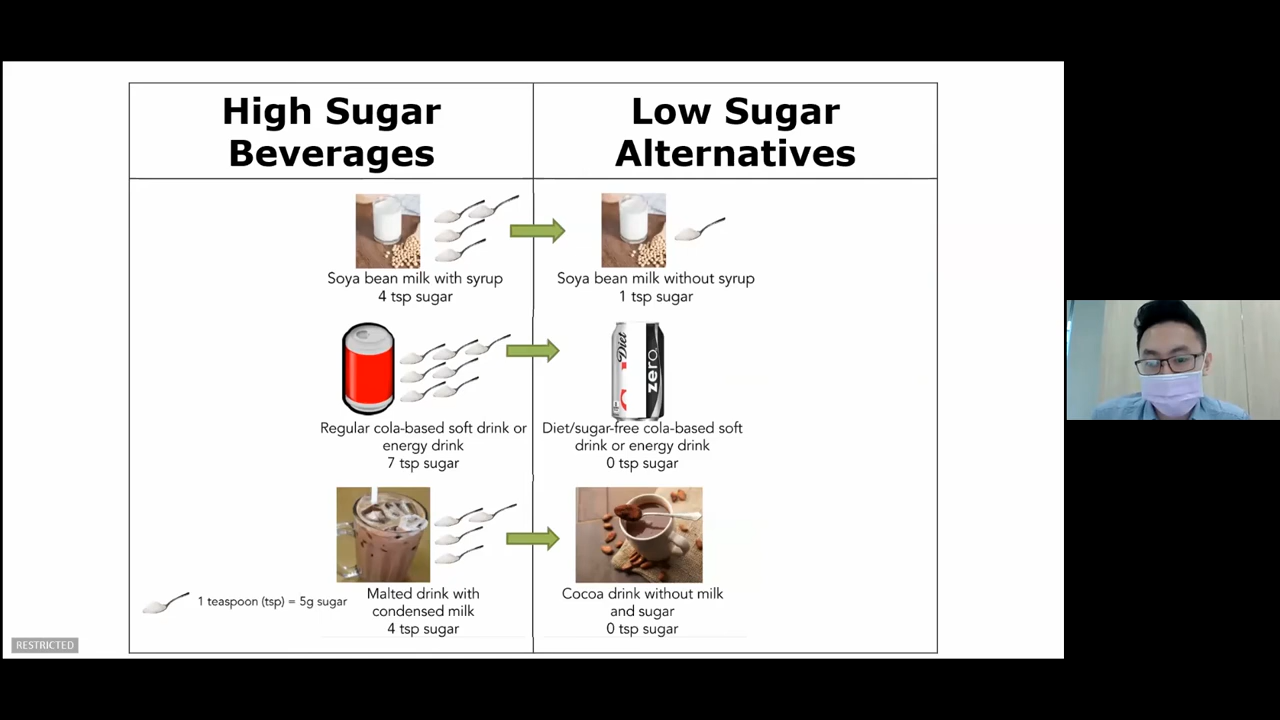 High Sugar
Beverages
Low Sugar
Alternatives
Soya bean milk with syrup
4 tsp sugar
Soya bean milk without syrup
1 tsp sugar
Diet
zero
Regular cola-based soft drink or
energy drink
7 tsp sugar
Diet/sugar-free cola-based soft
drink or energy drink
0 tsp sugar
Malted drink with
condensed milk
4 tsp sugar
Cocoa drink without milk
and sugar
0 tsp sugar
1 teaspoon (tsp) = 5g sugar
RESTRICTED